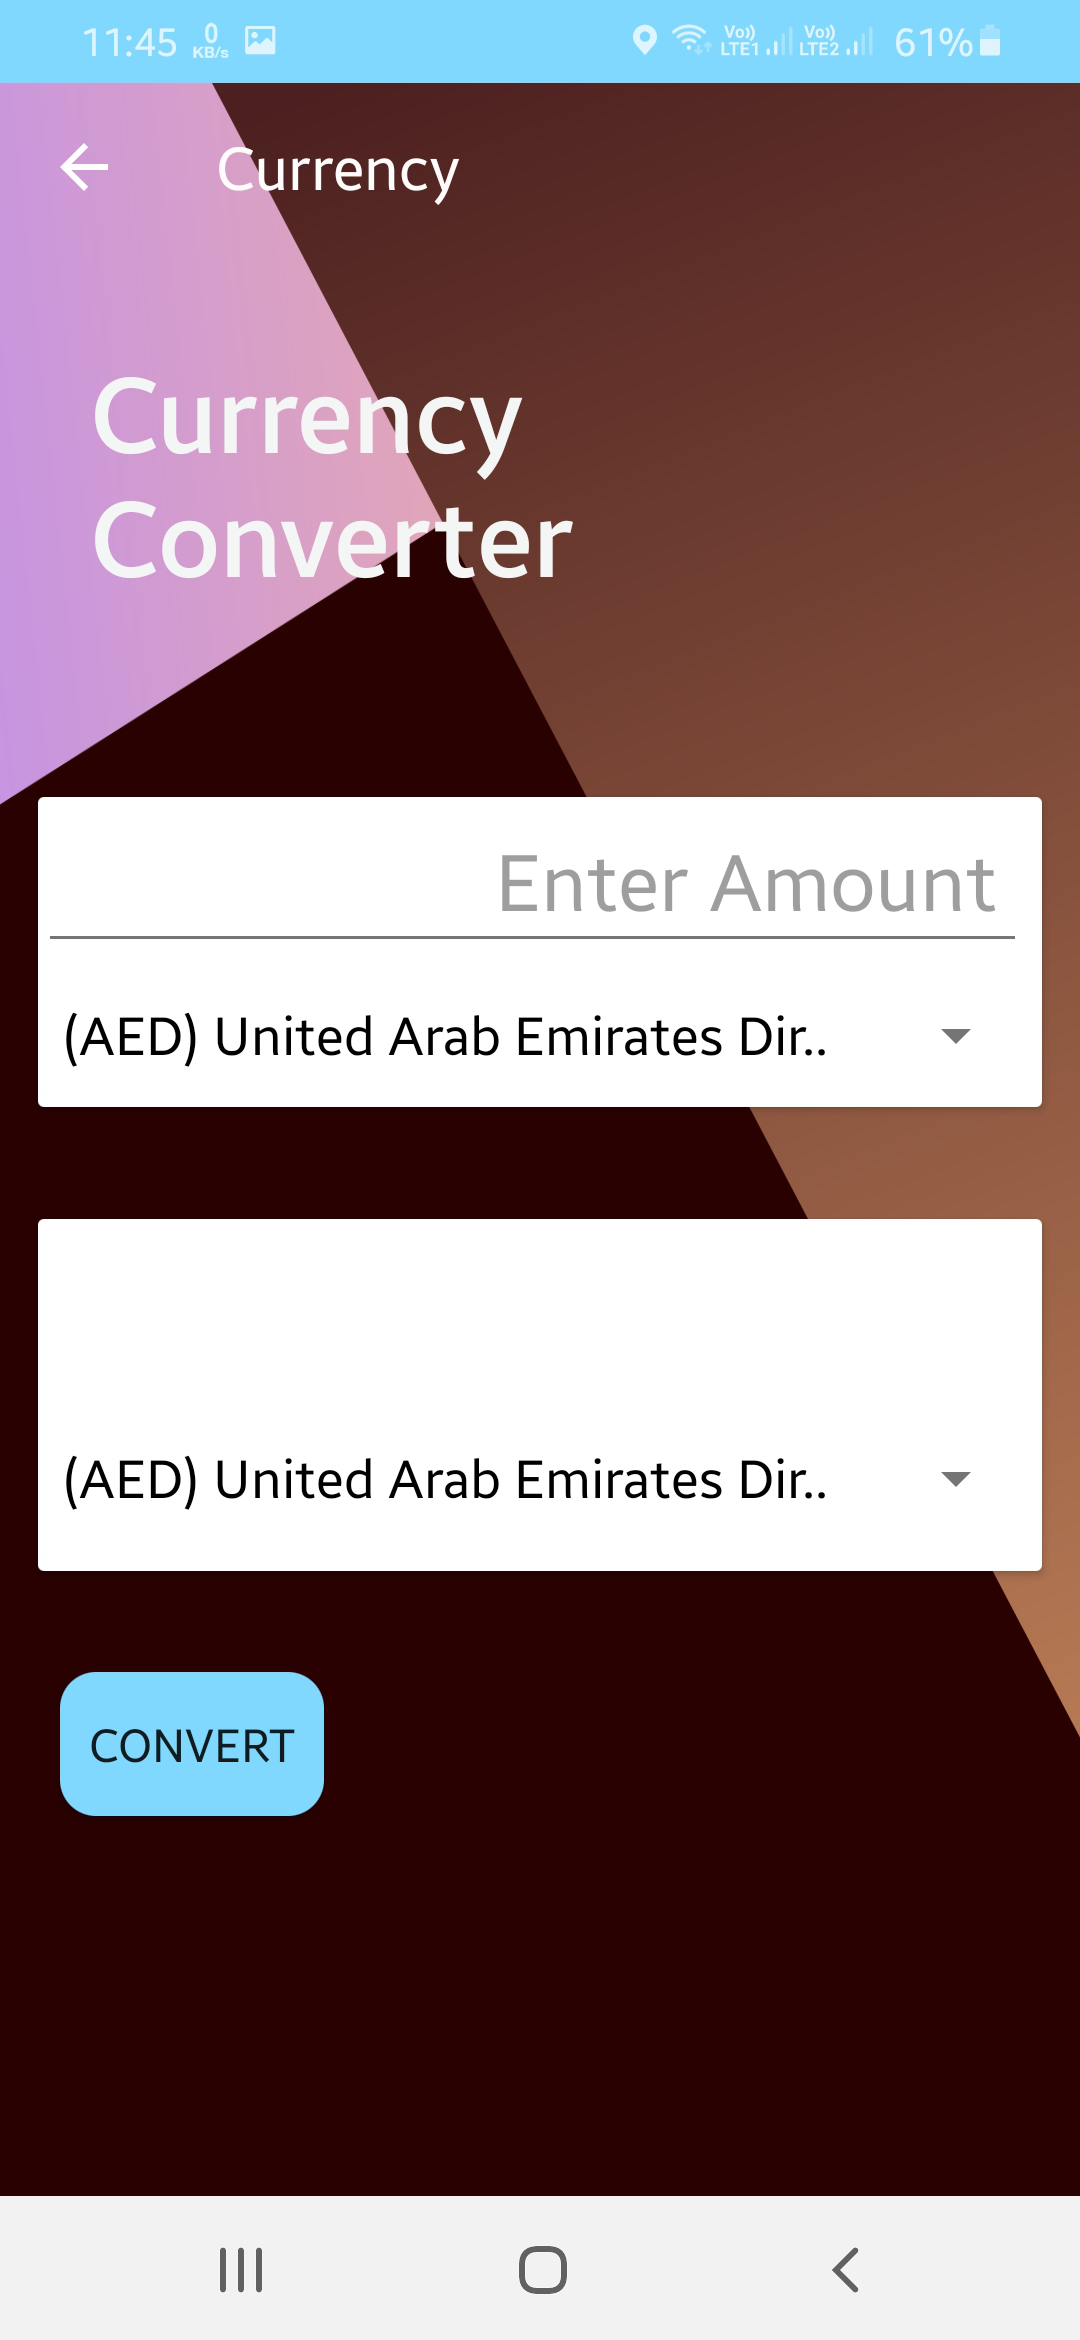 11:45 0 KB/s Vo)) LTE1 Vo)) LTE2 61%
Currency
Currency
Converter
Enter Amount
(AED) United Arab Emirates Dir..
(AED) United Arab Emirates Dir..
CONVERT